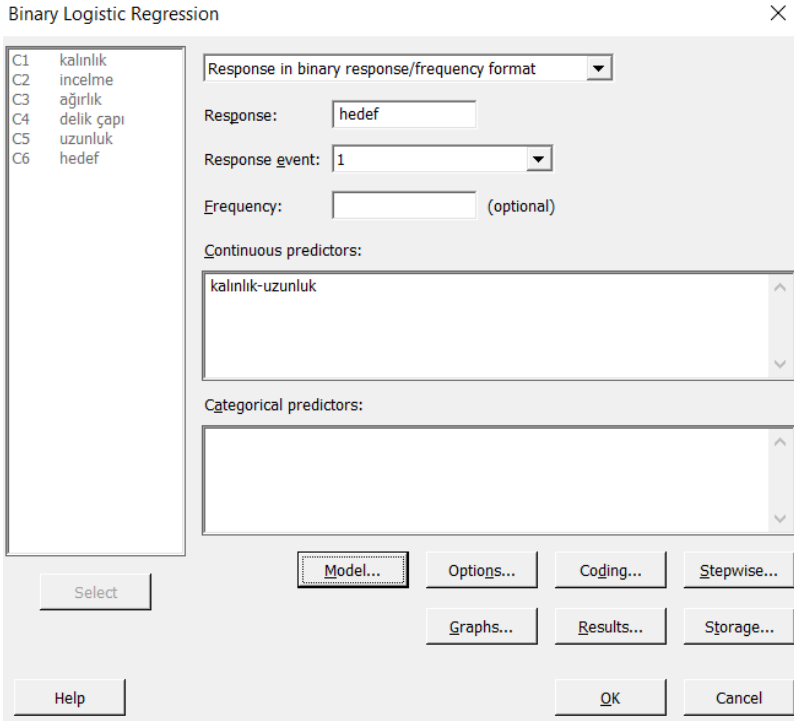 Binary Logistic Regression
C1 kalınlık
C2 incelme
C3 ağırlık
C4 delik çapı
C5 uzunluk
C6 hedef
Response in binary response/frequency format
Response: hedef
Response event: 1
Frequency: (optional)
Continuous predictors:
kalınlık-uzunluk
Categorical predictors:
Model... Options... Coding... Stepwise...
Select
Graphs... Results... Storage...
Help OK Cancel